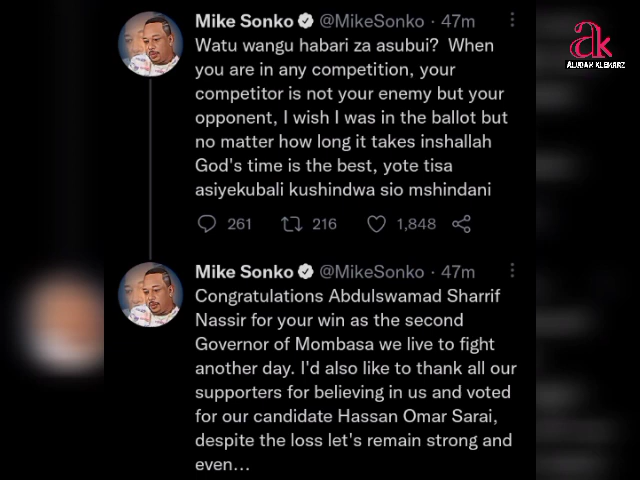 Mike Sonko @MikeSonko · 47m
Watu wangu habari za asubui? When
you are in any competition, your
competitor is not your enemy but your
opponent, I wish I was in the ballot but
no matter how long it takes inshallah
God's time is the best, yote tisa
asiyekubali kushindwa sio mshindani
261 216 1,848
Mike Sonko @MikeSonko · 47m
Congratulations Abdulswamad Sharrif
Nassir for your win as the second
Governor of Mombasa we live to fight
another day. I'd also like to thank all our
supporters for believing in us and voted
for our candidate Hassan Omar Sarai,
despite the loss let's remain strong and
even...
ak